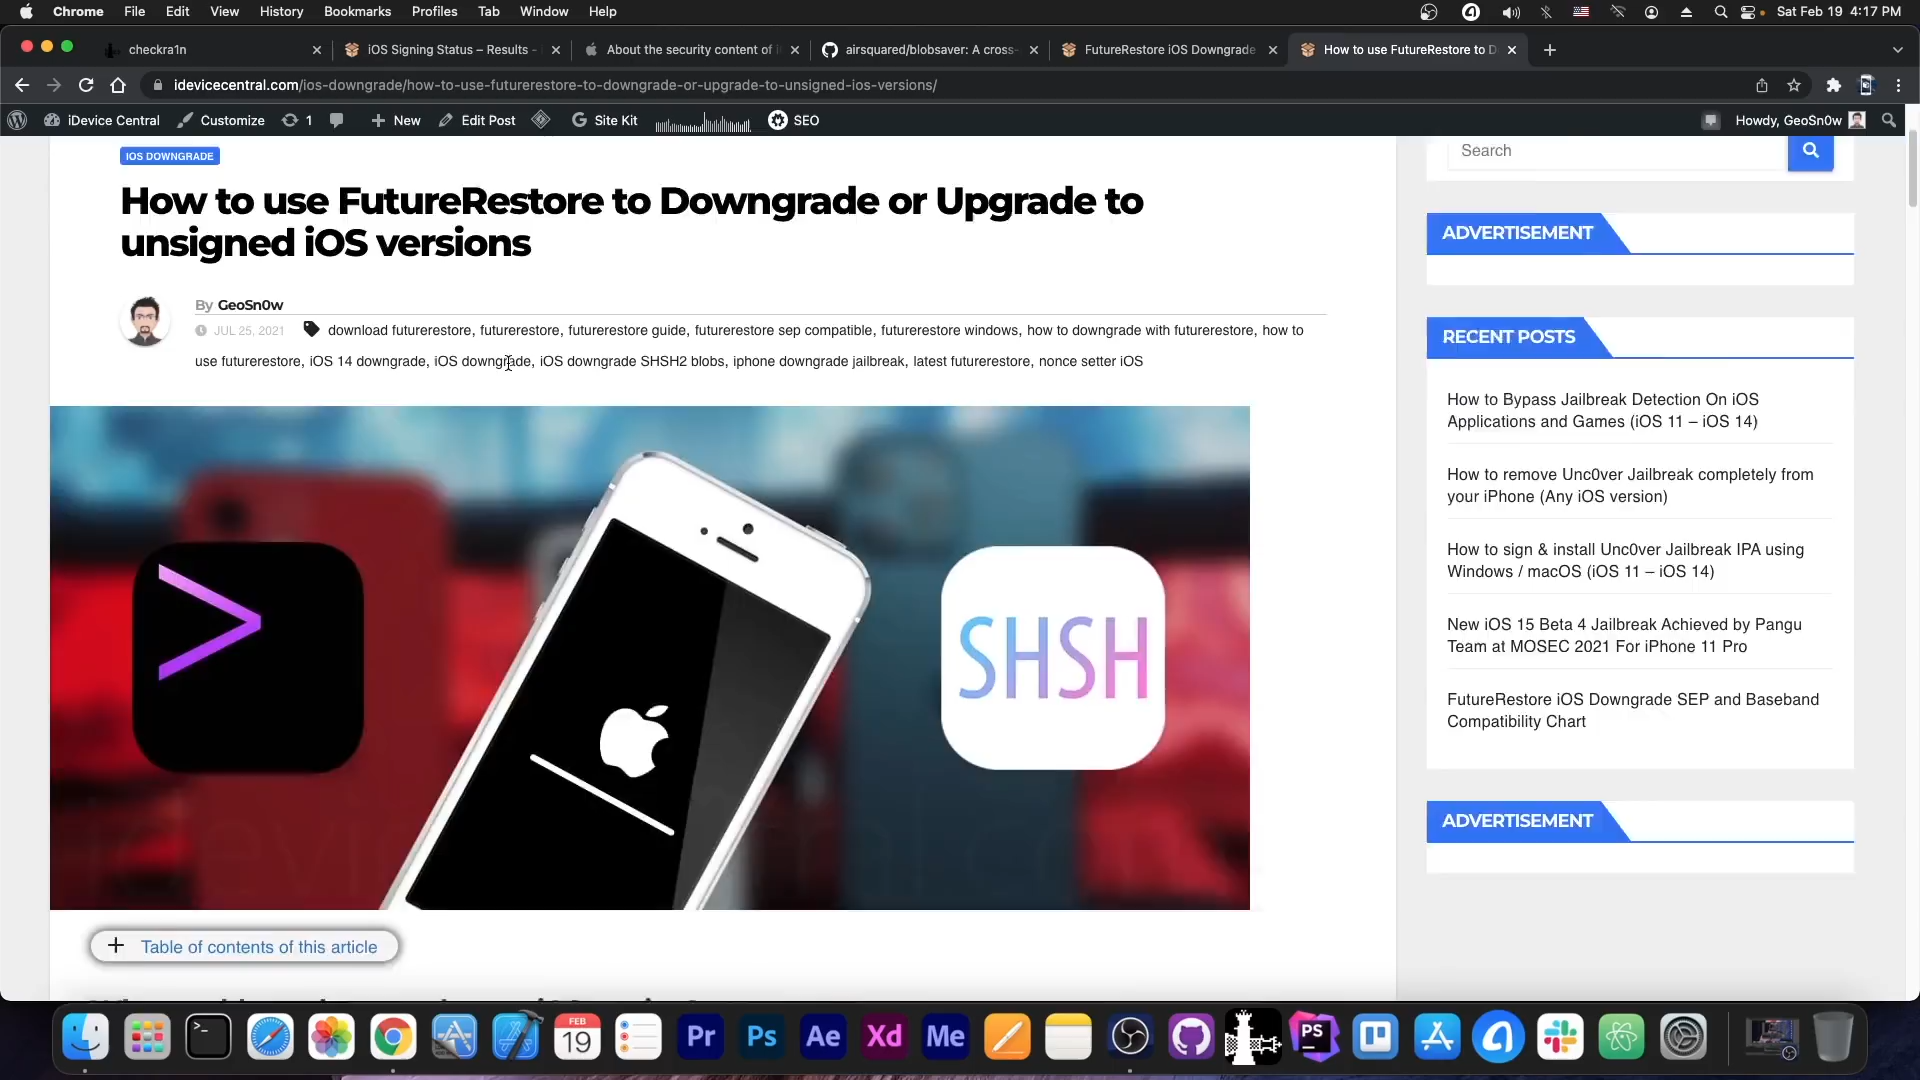 Chrome File Edit View History Bookmarks Profiles Tab Window Help Sat Feb 19 4:17 PM
checkra1n iOS Signing Status – Results - About the security content of airsquared/blobsaver: A cross- FutureRestore iOS Downgrade How to use FutureRestore to D
idevicecentral.com/ios-downgrade/how-to-use-futurerestore-to-downgrade-or-upgrade-to-unsigned-ios-versions/
iDevice Central Customize 1 New Edit Post Site Kit SEO Howdy, GeoSn0w
IOS DOWNGRADE
How to use FutureRestore to Downgrade or Upgrade to
unsigned iOS versions
By GeoSn0w
JUL 25, 2021 download futurerestore, futurerestore, futurerestore guide, futurerestore sep compatible, futurerestore windows, how to downgrade with futurerestore, how to
use futurerestore, iOS 14 downgrade, iOS downgrade, iOS downgrade SHSH2 blobs, iphone downgrade jailbreak, latest futurerestore, nonce setter iOS
SHSH
Table of contents of this article
Search
ADVERTISEMENT
RECENT POSTS
How to Bypass Jailbreak Detection On iOS
Applications and Games (iOS 11 – iOS 14)
How to remove Unc0ver Jailbreak completely from
your iPhone (Any iOS version)
How to sign & install Unc0ver Jailbreak IPA using
Windows / macOS (iOS 11 – iOS 14)
New iOS 15 Beta 4 Jailbreak Achieved by Pangu
Team at MOSEC 2021 For iPhone 11 Pro
FutureRestore iOS Downgrade SEP and Baseband
Compatibility Chart
ADVERTISEMENT
FEB
19 Pr Ps Ae Xd Me PS